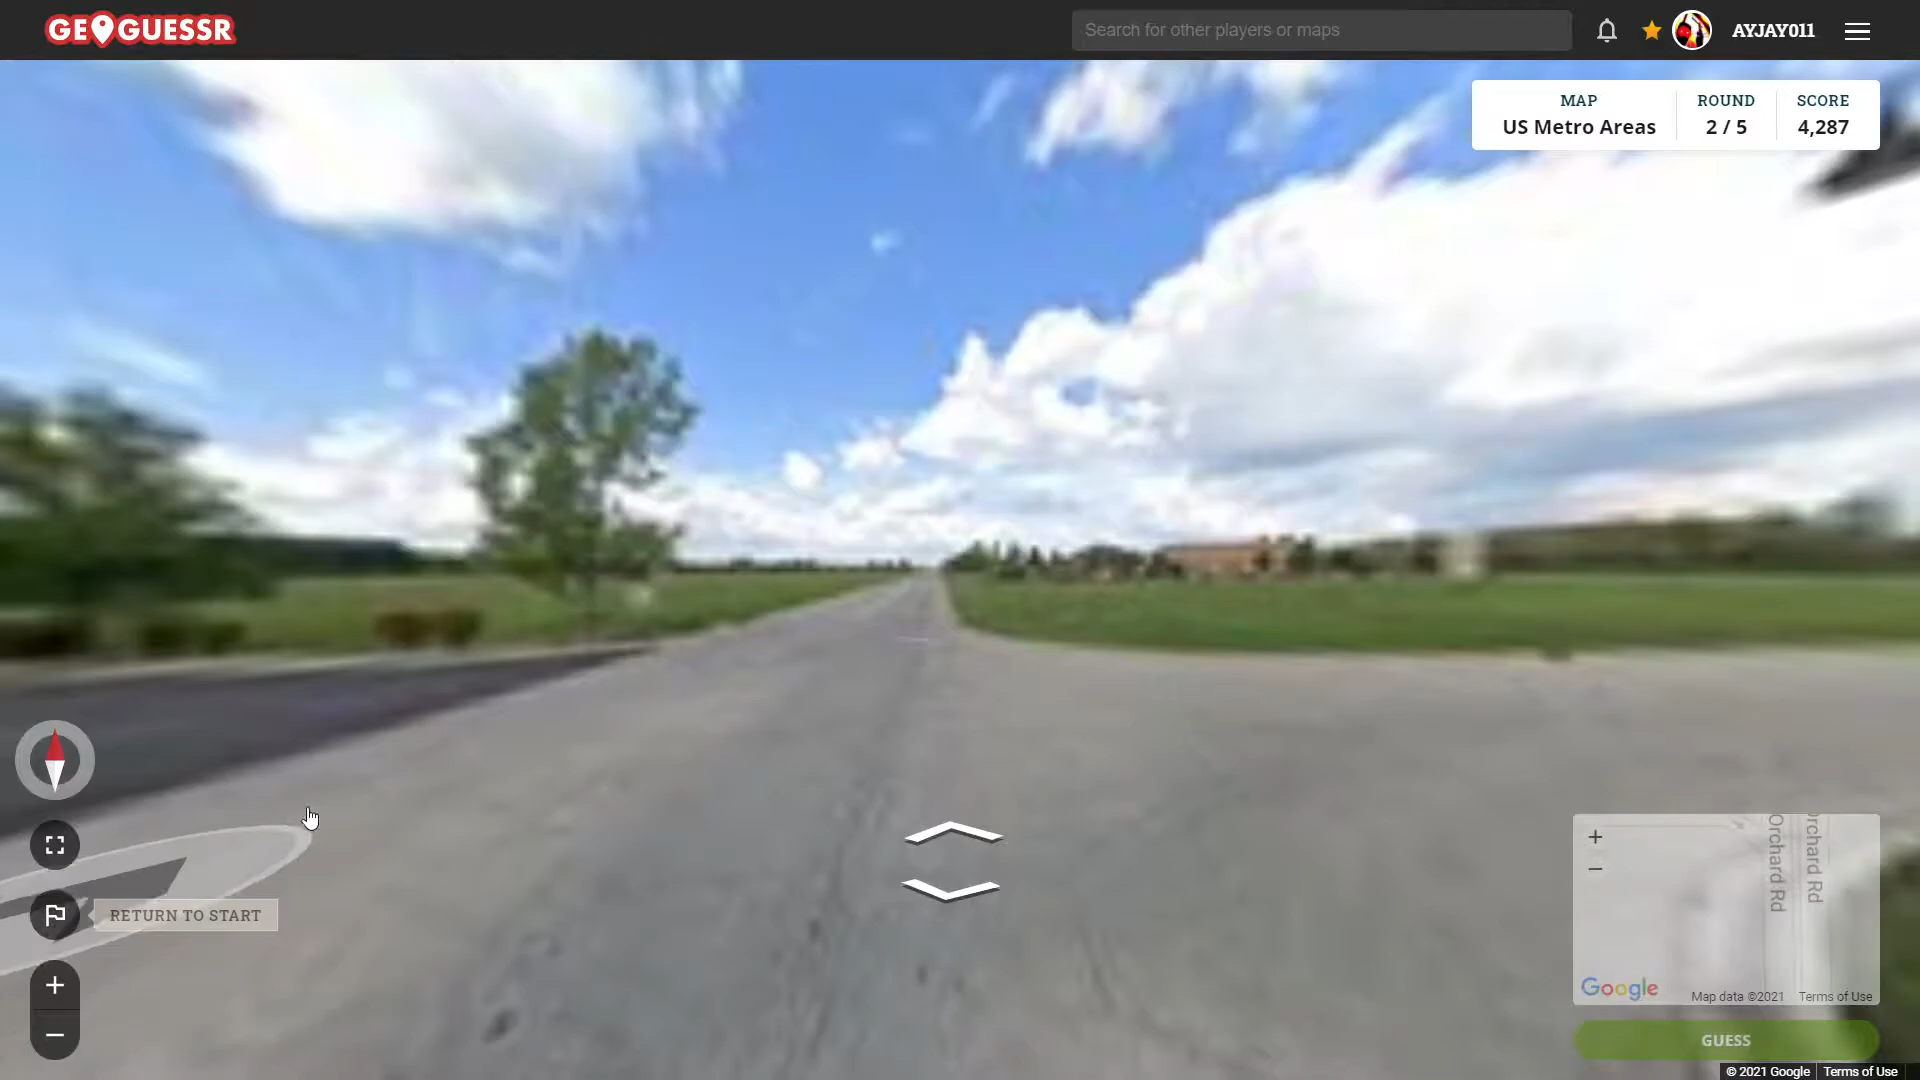 GEOGUESSR
Search for other players or maps
AYJAY011
MAP
US Metro Areas
ROUND
2 / 5
SCORE
4,287
RETURN TO START
Orchard Rd
Orchard Rd
Google
Map data ©2021
Terms of Use
GUESS
© 2021 Google
Terms of Use